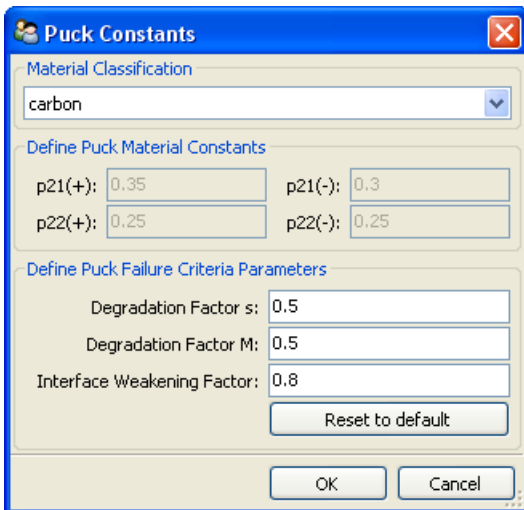 Puck Constants
Material Classification
carbon
Define Puck Material Constants
p21(+): 0.35 p21(-): 0.3
p22(+): 0.25 p22(-): 0.25
Define Puck Failure Criteria Parameters
Degradation Factor s: 0.5
Degradation Factor M: 0.5
Interface Weakening Factor: 0.8
Reset to default
OK Cancel